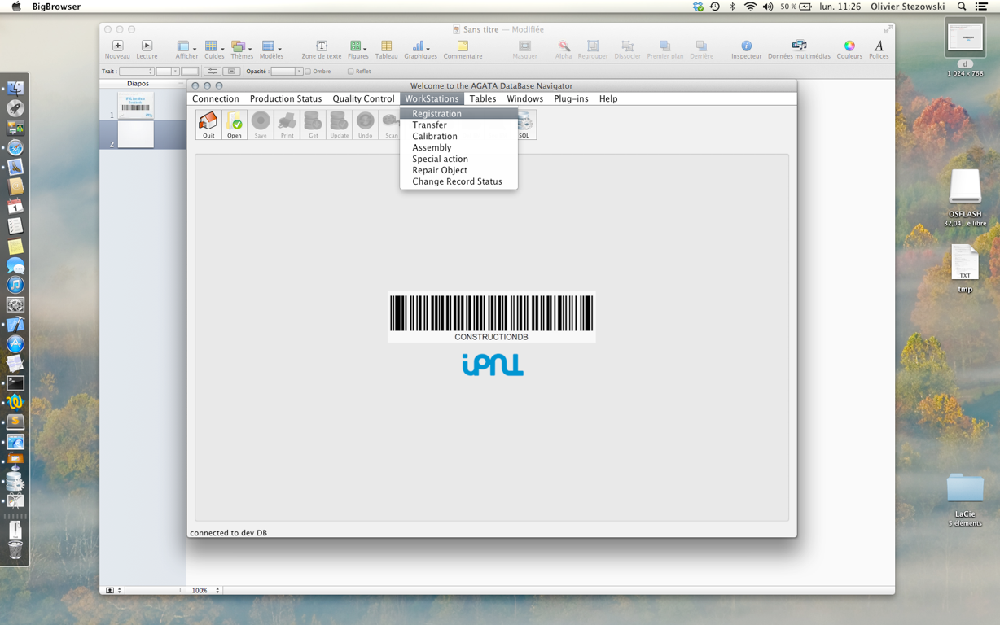 BigBrowser
50 %
lun. 11:26
Olivier Stezowski
Sans titre — Modifiée
Nouveau
Lecture
Afficher
Guides
Thèmes
Modèles
Zone de texte
Figures
Tableau
Graphiques
Commentaire
Masquer
Alpha
Regrouper
Dissocier
Premier plan
Derrière
Inspecteur
Données multimédias
Couleurs
Polices
Trait :
Opacité :
Ombre
Reflet
Diapos
1
2
Welcome to the AGATA DataBase Navigator
Connection
Production Status
Quality Control
WorkStations
Tables
Windows
Plug-ins
Help
Quit
Open
Save
Print
Get
Update
Undo
Scan
SQL
Registration
Transfer
Calibration
Assembly
Special action
Repair Object
Change Record Status
CONSTRUCTIONDB
ipnl
connected to dev DB
100%
d
1 024 × 768
OSFLASH
32,04 ...e libre
TXT
tmp
LaCie
5 éléments